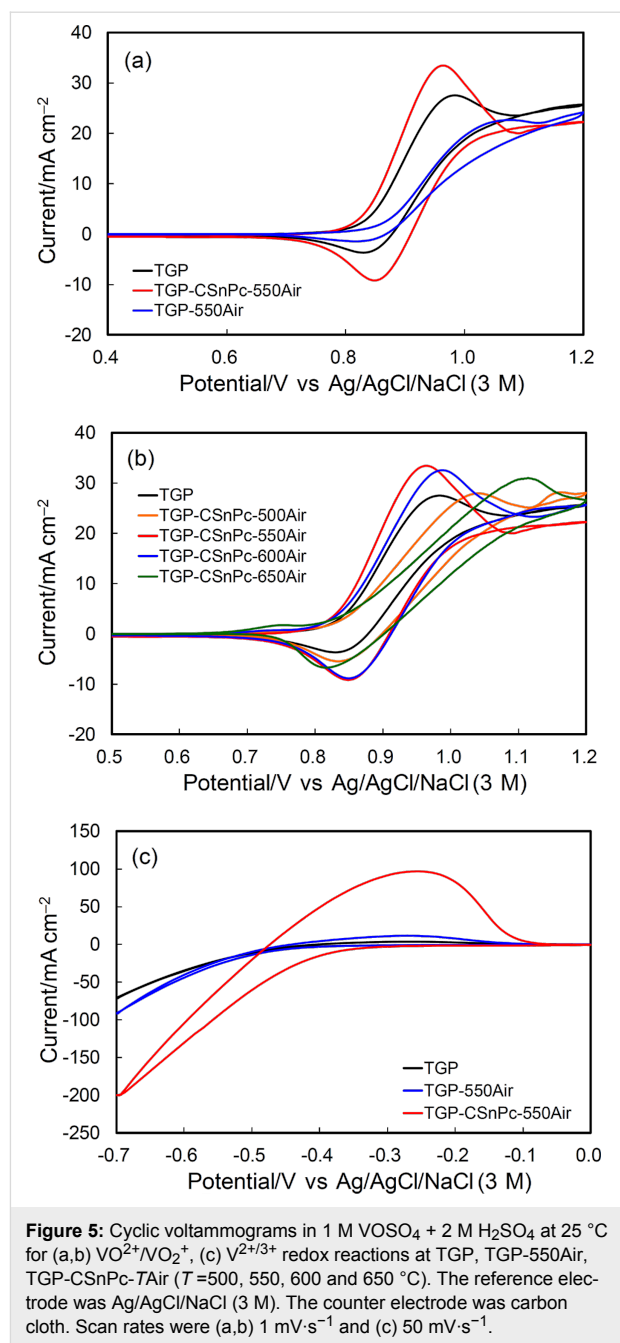 (a)
40
30
20
10
0
-10
-20
Current/mA cm⁻²
TGP
TGP-CSnPc-550Air
TGP-550Air
0.4 0.6 0.8 1.0 1.2
Potential/V vs Ag/AgCl/NaCl (3 M)
(b)
40
30
20
10
0
-10
-20
Current/mA cm⁻²
TGP
TGP-CSnPc-500Air
TGP-CSnPc-550Air
TGP-CSnPc-600Air
TGP-CSnPc-650Air
0.5 0.6 0.7 0.8 0.9 1.0 1.1 1.2
Potential/V vs Ag/AgCl/NaCl (3 M)
(c)
150
100
50
0
-50
-100
-150
-200
-250
Current/mA cm⁻²
TGP
TGP-550Air
TGP-CSnPc-550Air
-0.7 -0.6 -0.5 -0.4 -0.3 -0.2 -0.1 0.0
Potential/V vs Ag/AgCl/NaCl (3 M)
Figure 5: Cyclic voltammograms in 1 M VOSO₄ + 2 M H₂SO₄ at 25 °C
for (a,b) VO²⁺/VO₂⁺, (c) V²⁺/³⁺ redox reactions at TGP, TGP-550Air,
TGP-CSnPc-TAir (T =500, 550, 600 and 650 °C). The reference elec-
trode was Ag/AgCl/NaCl (3 M). The counter electrode was carbon
cloth. Scan rates were (a,b) 1 mV·s⁻¹ and (c) 50 mV·s⁻¹.